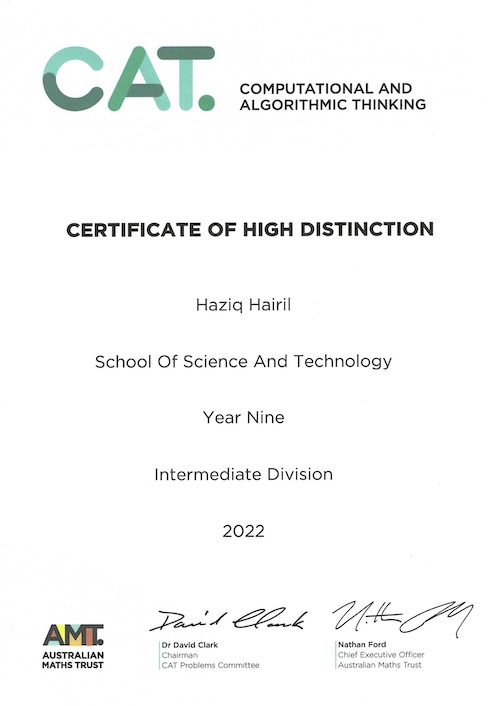 CAT.
COMPUTATIONAL AND
ALGORITHMIC THINKING
CERTIFICATE OF HIGH DISTINCTION
Haziq Hairil
School Of Science And Technology
Year Nine
Intermediate Division
2022
AMT.
AUSTRALIAN
MATHS TRUST
David Clark
Dr David Clark
Chairman
CAT Problems Committee
Nathan Ford
Chief Executive Officer
Australian Maths Trust